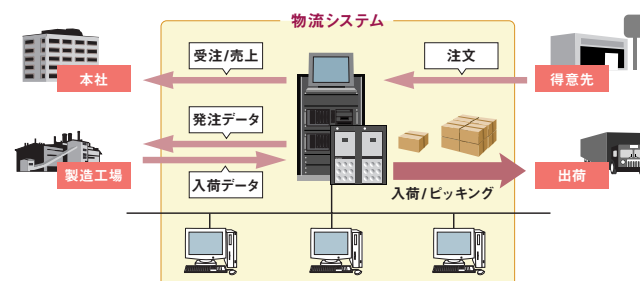 物流システム
受注/売上
注文
本社
得意先
発注データ
製造工場
入荷データ
入荷/ピッキング
出荷